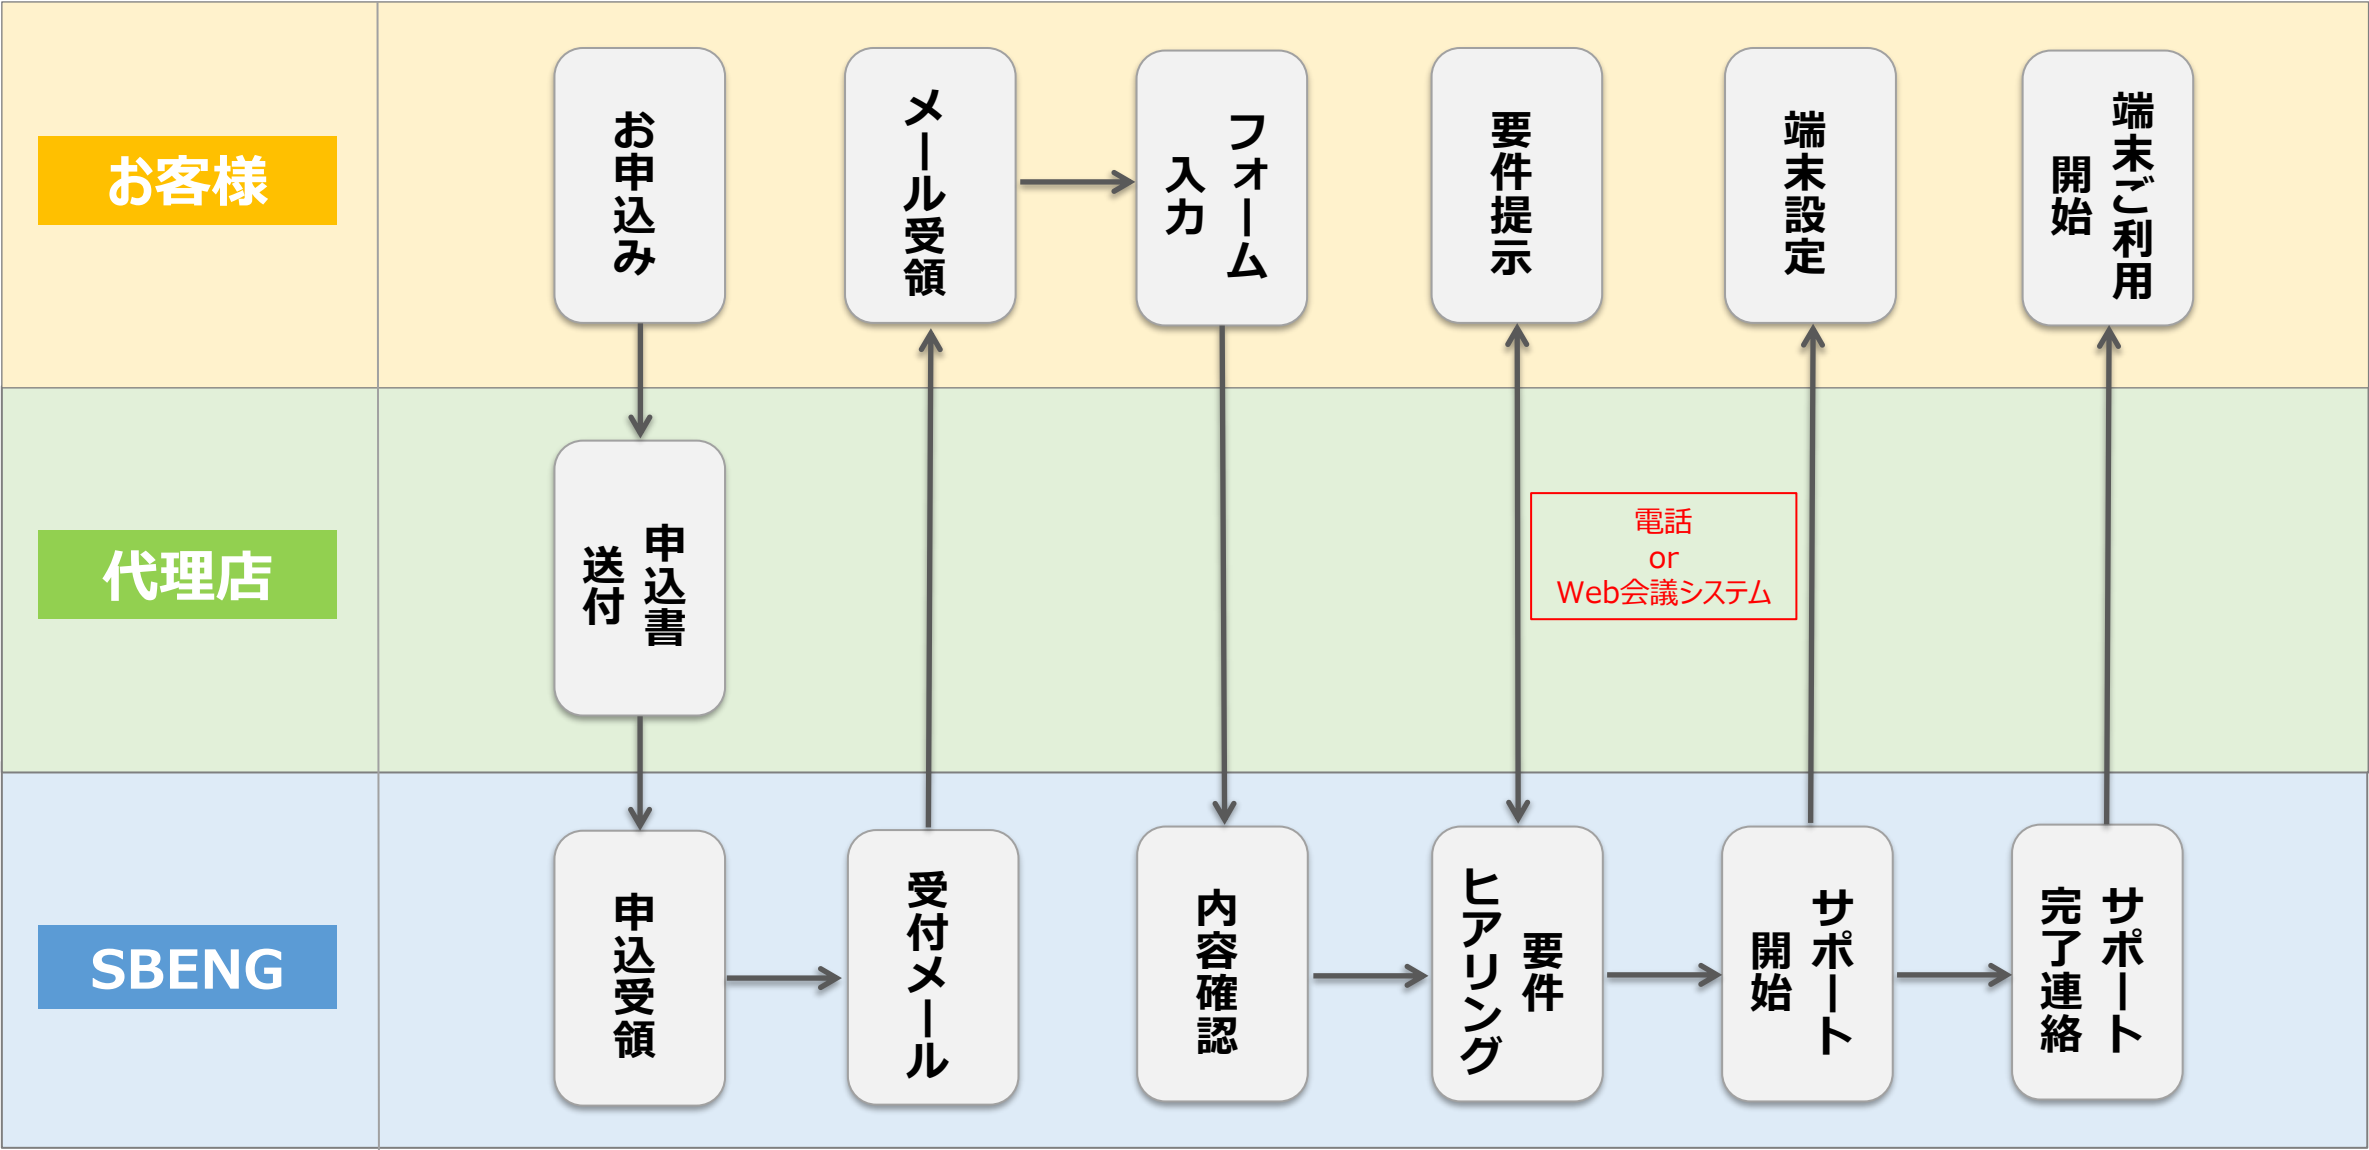 お客様
お申込み
メール受領
フォーム
入力
要件提示
端末設定
端末ご利用
開始
代理店
申込書
送付
電話
or
Web会議システム
SBENG
申込受領
受付メール
内容確認
要件
ヒアリング
サポート
開始
サポート
完了連絡